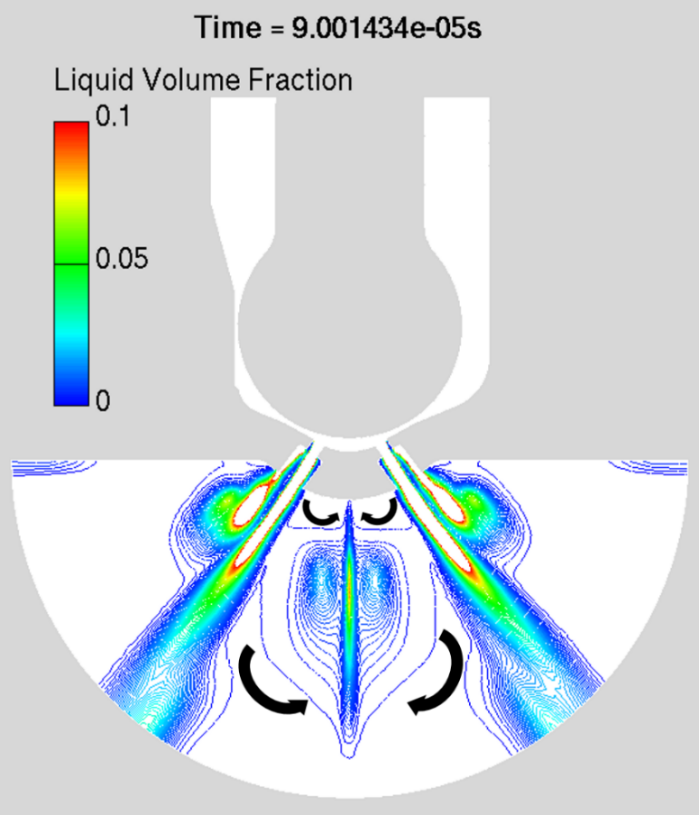 Time = 9.001434e-05s
Liquid Volume Fraction
0.1
0.05
0